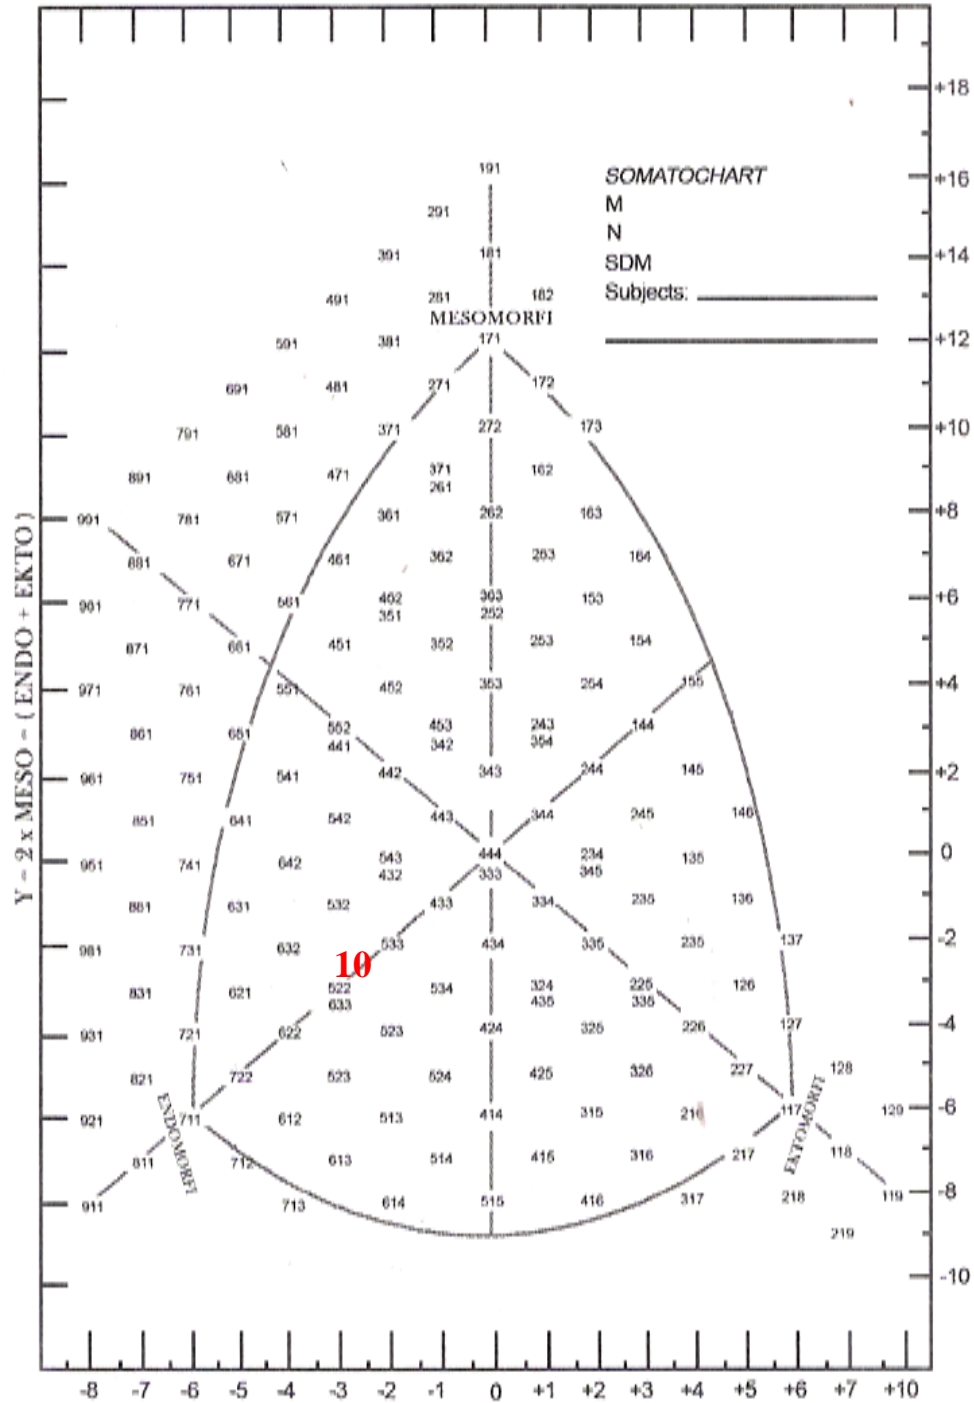 +18
191
SOMATOCHART
+16
M
291
N
391 181
SDM
+14
491 281 182
Subjects:
MESOMORFI
591 381 171
+12
691 481 271 172
791 581 371 272 173
+10
891 681 471 371 162
261
991 781 571 361 262 163
+8
881 671 461 362 263 164
981 771 561 462 363 153
+6
351 252
871 661 451 352 253 154
971 761 551 452 353 254 155
+4
861 651 552 453 243 144
441 342 354
961 751 541 442 343 244 145
+2
851 641 542 443 344 245 146
951 741 642 543 444 234 135
0
432 333 345
881 631 532 433 334 235 136
981 731 632 533 434 335 235 137
-2
10
831 621 522 534 324 225 126
633 435 335
931 721 622 523 424 325 226 127
-4
821 722 523 524 425 326 227 128
921 711 612 513 414 315 216 117 129
-6
811 712 613 514 415 316 217 118
911 713 614 515 416 317 218 119
-8
219
-10
ENDOMORFI
EKTOMORFI
Y = 2 x MESO - ( ENDO + EKTO )
-8 -7 -6 -5 -4 -3 -2 -1 0 +1 +2 +3 +4 +5 +6 +7 +10